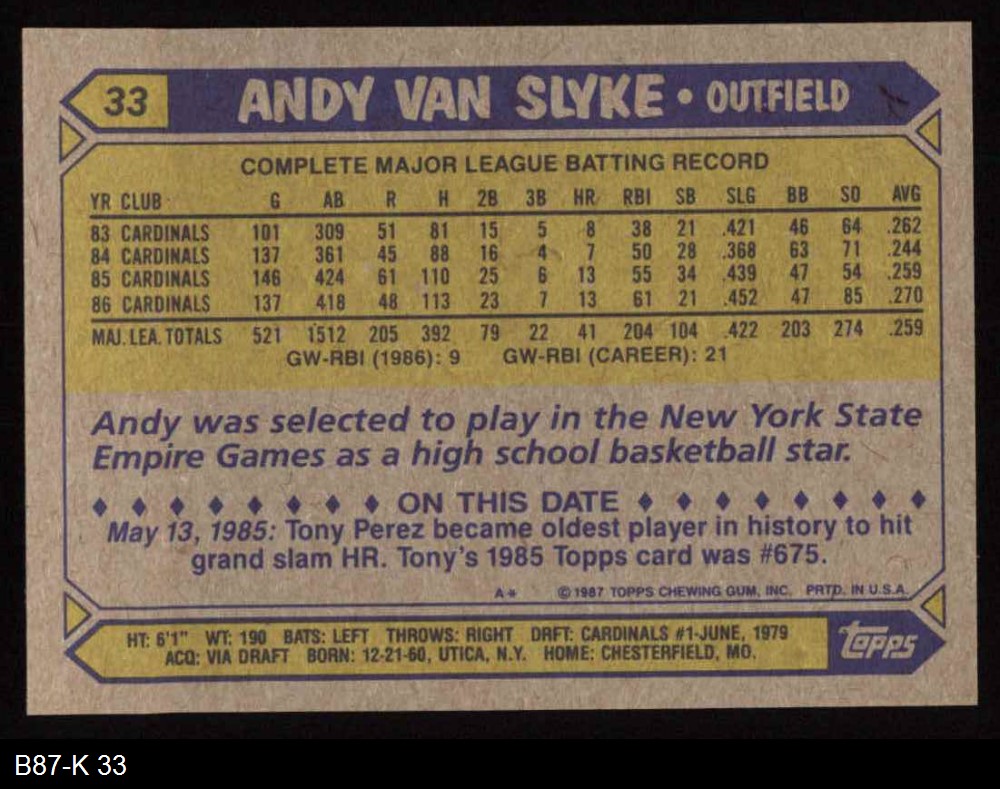 33
ANDY VAN SLYKE • OUTFIELD
COMPLETE MAJOR LEAGUE BATTING RECORD
YR CLUB G AB R H 2B 3B HR RBI SB SLG BB SO AVG
83 CARDINALS 101 309 51 81 15 5 8 38 21 .421 46 64 .262
84 CARDINALS 137 361 45 88 16 4 7 50 28 .368 63 71 .244
85 CARDINALS 146 424 61 110 25 6 13 55 34 .439 47 54 .259
86 CARDINALS 137 418 48 113 23 7 13 61 21 .452 47 85 .270
MAJ. LEA. TOTALS 521 1512 205 392 79 22 41 204 104 .422 203 274 .259
GW-RBI (1986): 9 GW-RBI (CAREER): 21
Andy was selected to play in the New York State
Empire Games as a high school basketball star.
♦ ♦ ♦ ♦ ♦ ♦ ♦ ♦ ON THIS DATE ♦ ♦ ♦ ♦ ♦ ♦ ♦ ♦
May 13, 1985: Tony Perez became oldest player in history to hit
grand slam HR. Tony's 1985 Topps card was #675.
A* © 1987 TOPPS CHEWING GUM, INC. PRTD. IN U.S.A.
HT: 6'1" WT: 190 BATS: LEFT THROWS: RIGHT DRFT: CARDINALS #1-JUNE, 1979
ACQ: VIA DRAFT BORN: 12-21-60, UTICA, N.Y. HOME: CHESTERFIELD, MO.
topps
B87-K 33